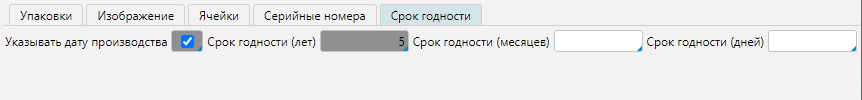 Упаковки Изображение Ячейки Серийные номера Срок годности
Указывать дату производства Срок годности (лет) 5 Срок годности (месяцев) Срок годности (дней)